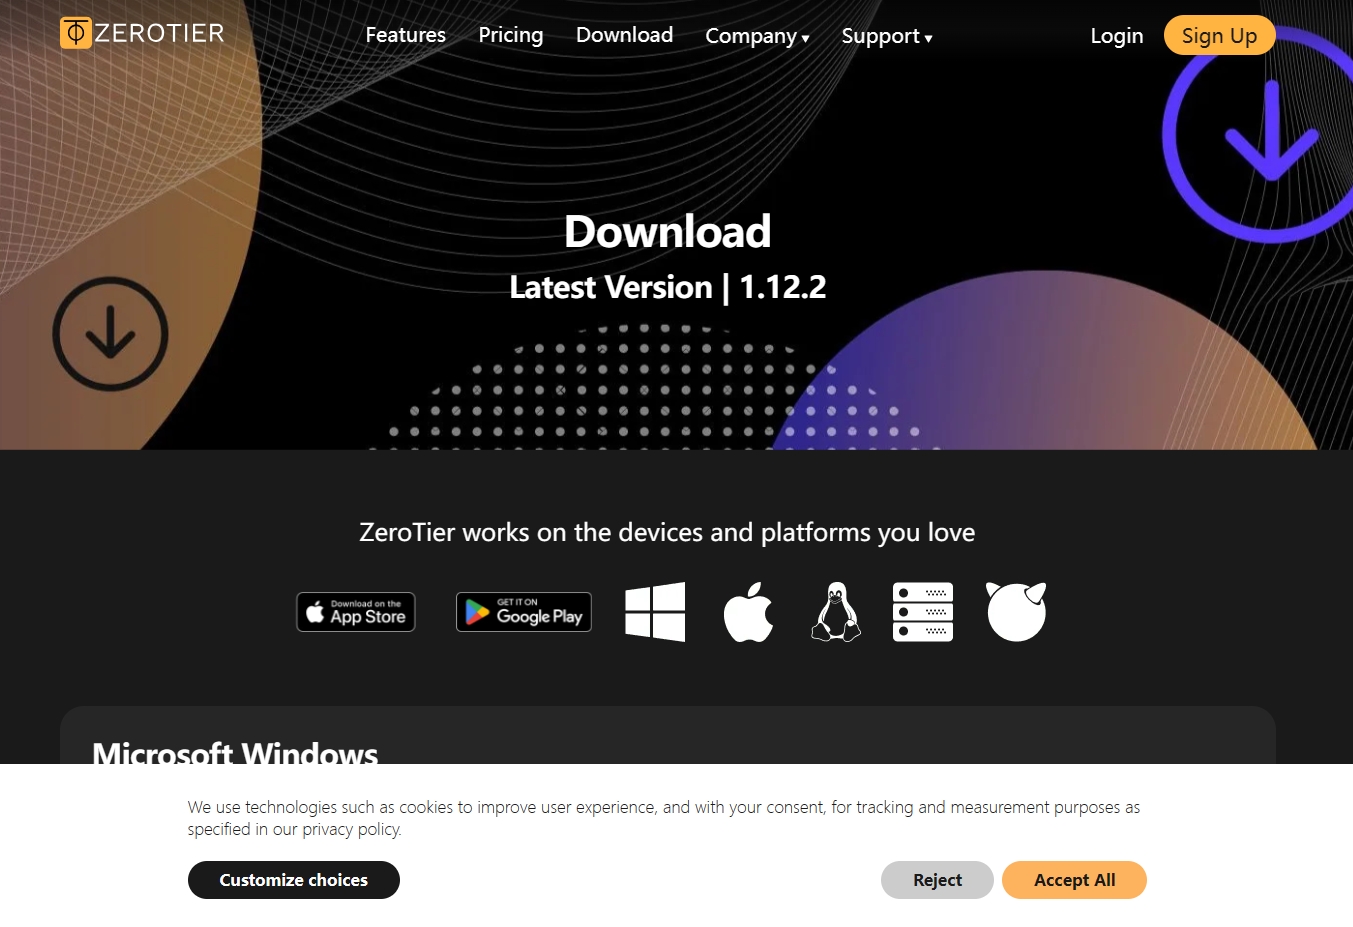 ZEROTIER
Features
Pricing
Download
Company ▾
Support ▾
Login
Sign Up
Download
Latest Version | 1.12.2
ZeroTier works on the devices and platforms you love
Download on the
App Store
GET IT ON
Google Play
Microsoft Windows
We use technologies such as cookies to improve user experience, and with your consent, for tracking and measurement purposes as
specified in our privacy policy.
Customize choices
Reject
Accept All